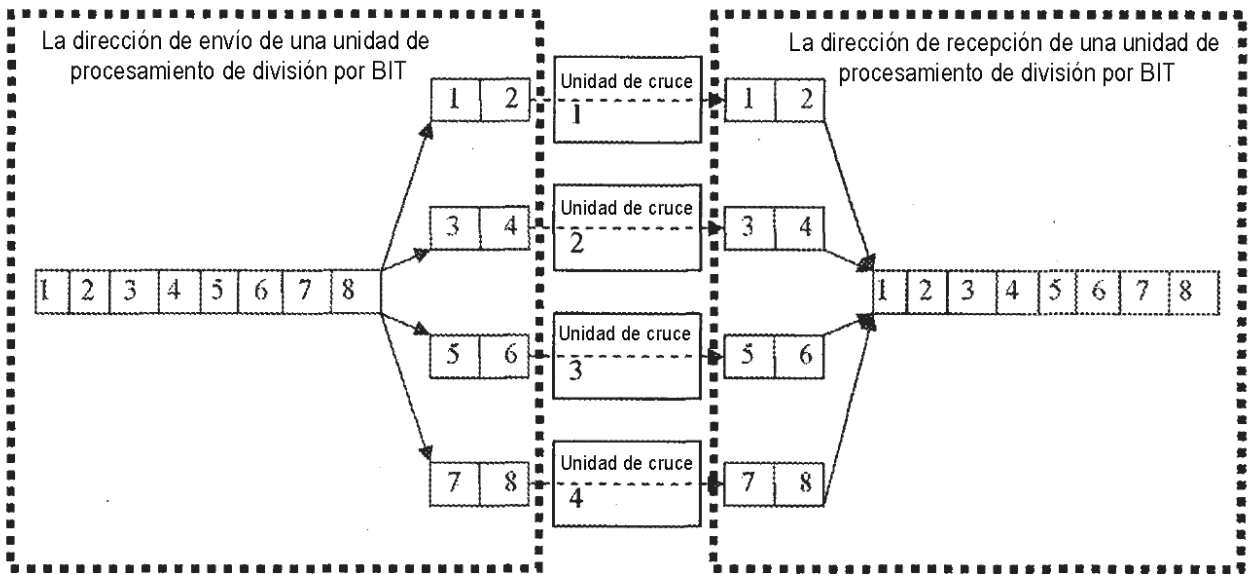 La dirección de envío de una unidad de
procesamiento de división por BIT
La dirección de recepción de una unidad de
procesamiento de división por BIT
1 2
Unidad de cruce
1
1 2
3 4
Unidad de cruce
2
3 4
1 2 3 4 5 6 7 8
1 2 3 4 5 6 7 8
5 6
Unidad de cruce
3
5 6
7 8
Unidad de cruce
4
7 8